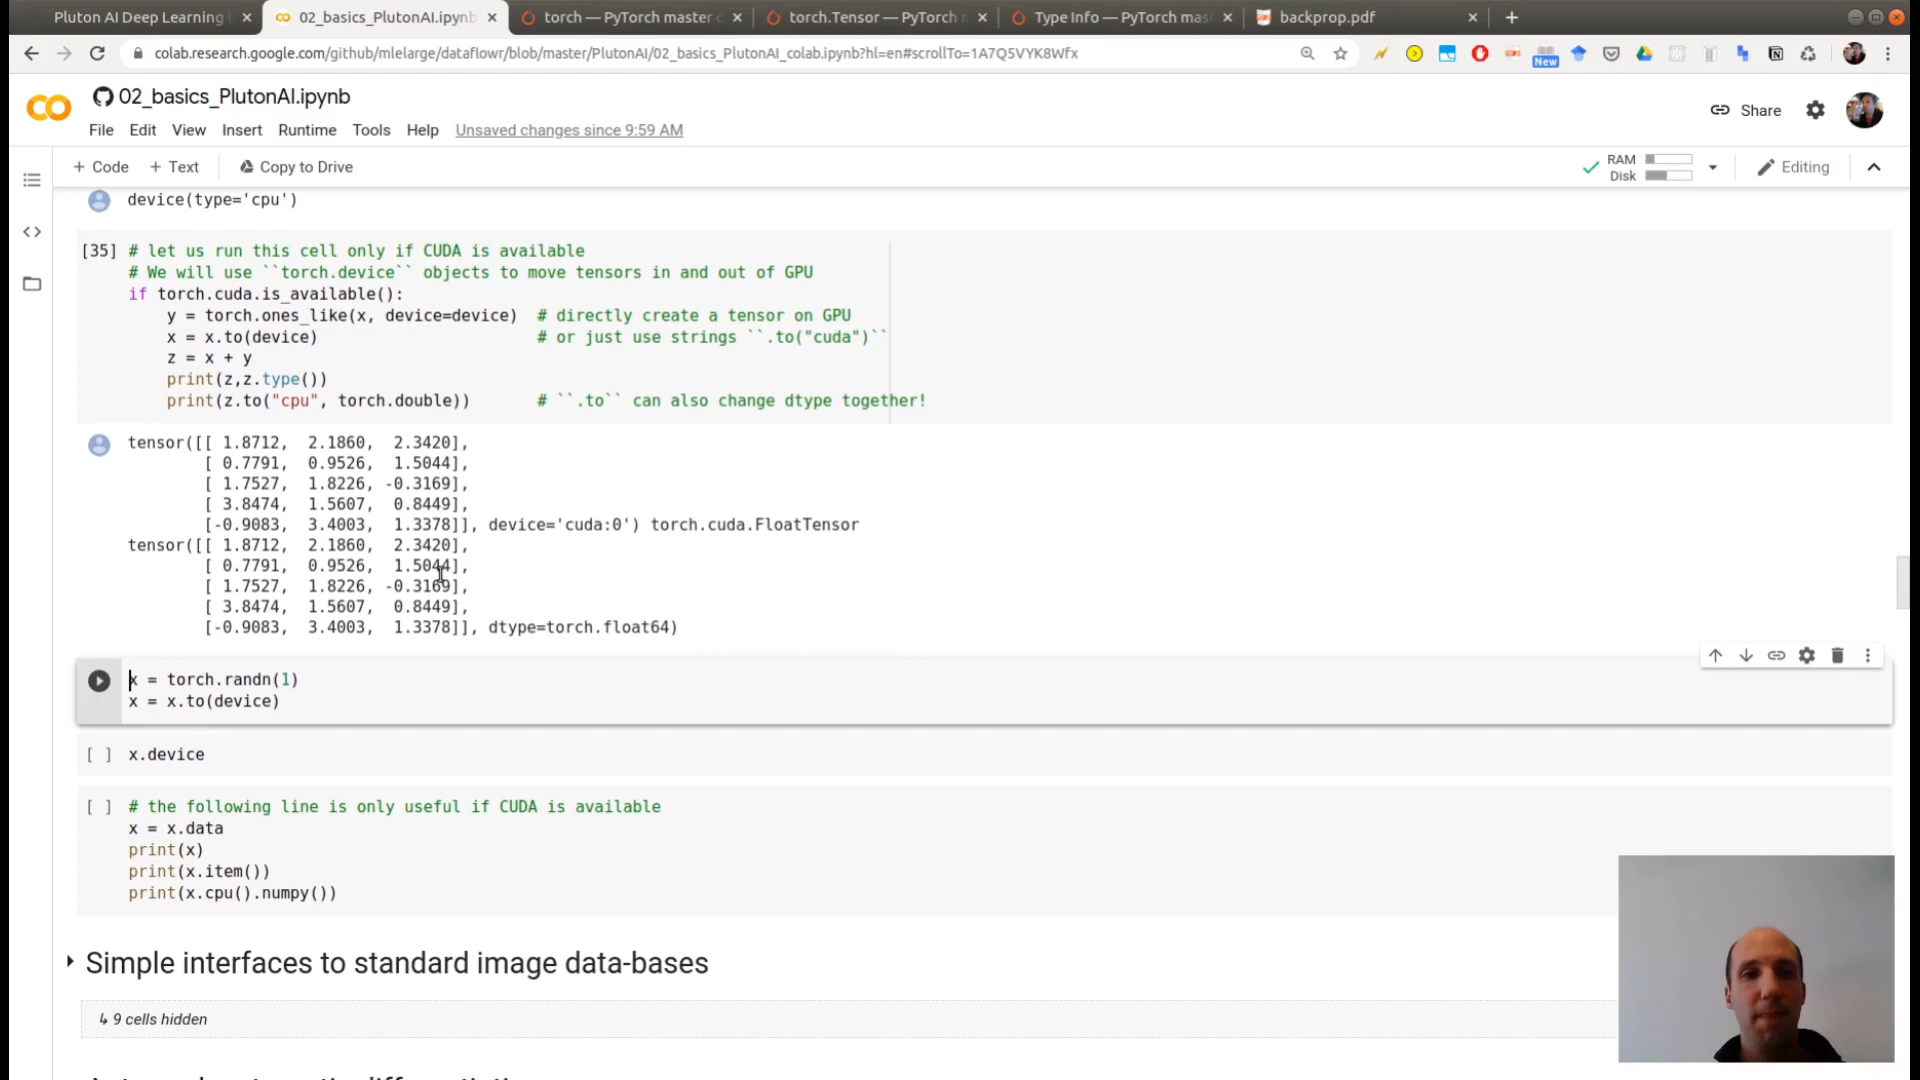 Pluton AI Deep Learning
02_basics_PlutonAI.ipynb
torch — PyTorch master
torch.Tensor — PyTorch
Type Info — PyTorch mas
backprop.pdf
colab.research.google.com/github/mlelarge/dataflowr/blob/master/PlutonAI/02_basics_PlutonAI_colab.ipynb?hl=en#scrollTo=1A7Q5VYK8Wfx
New
02_basics_PlutonAI.ipynb
File Edit View Insert Runtime Tools Help Unsaved changes since 9:59 AM
Share
+ Code + Text Copy to Drive
RAM
Disk
Editing
device(type='cpu')
[35] # let us run this cell only if CUDA is available
# We will use ``torch.device`` objects to move tensors in and out of GPU
if torch.cuda.is_available():
y = torch.ones_like(x, device=device) # directly create a tensor on GPU
x = x.to(device) # or just use strings ``.to("cuda")``
z = x + y
print(z,z.type())
print(z.to("cpu", torch.double)) # ``.to`` can also change dtype together!
tensor([[ 1.8712, 2.1860, 2.3420],
[ 0.7791, 0.9526, 1.5044],
[ 1.7527, 1.8226, -0.3169],
[ 3.8474, 1.5607, 0.8449],
[-0.9083, 3.4003, 1.3378]], device='cuda:0') torch.cuda.FloatTensor
tensor([[ 1.8712, 2.1860, 2.3420],
[ 0.7791, 0.9526, 1.5044],
[ 1.7527, 1.8226, -0.3169],
[ 3.8474, 1.5607, 0.8449],
[-0.9083, 3.4003, 1.3378]], dtype=torch.float64)
x = torch.randn(1)
x = x.to(device)
[ ] x.device
[ ] # the following line is only useful if CUDA is available
x = x.data
print(x)
print(x.item())
print(x.cpu().numpy())
Simple interfaces to standard image data-bases
↳ 9 cells hidden